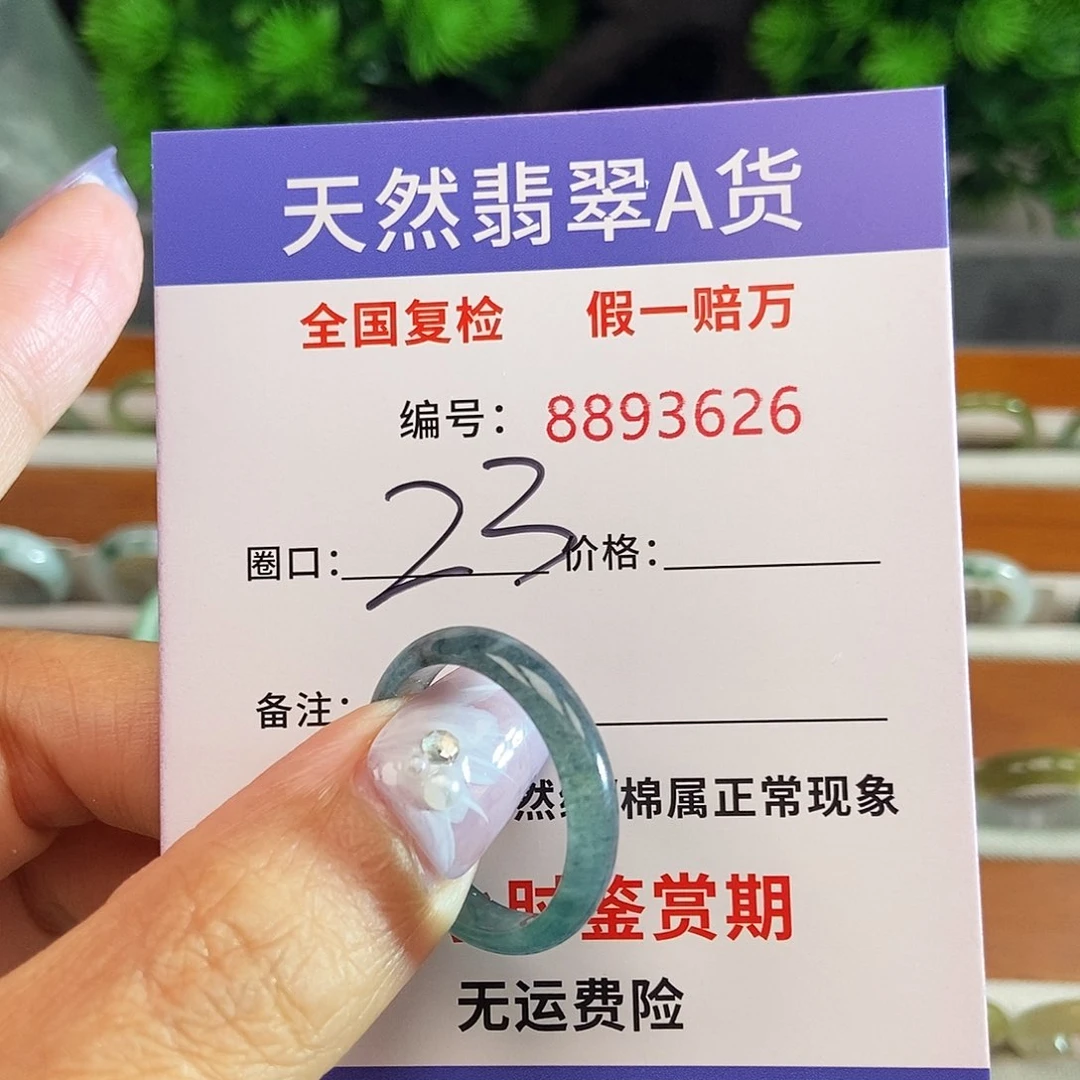 天然翡翠A货
全国复检 假一赔万
编号：8893626
圈口：23 价格：
备注：
然 棉属正常现象
时鉴赏期
无运费险